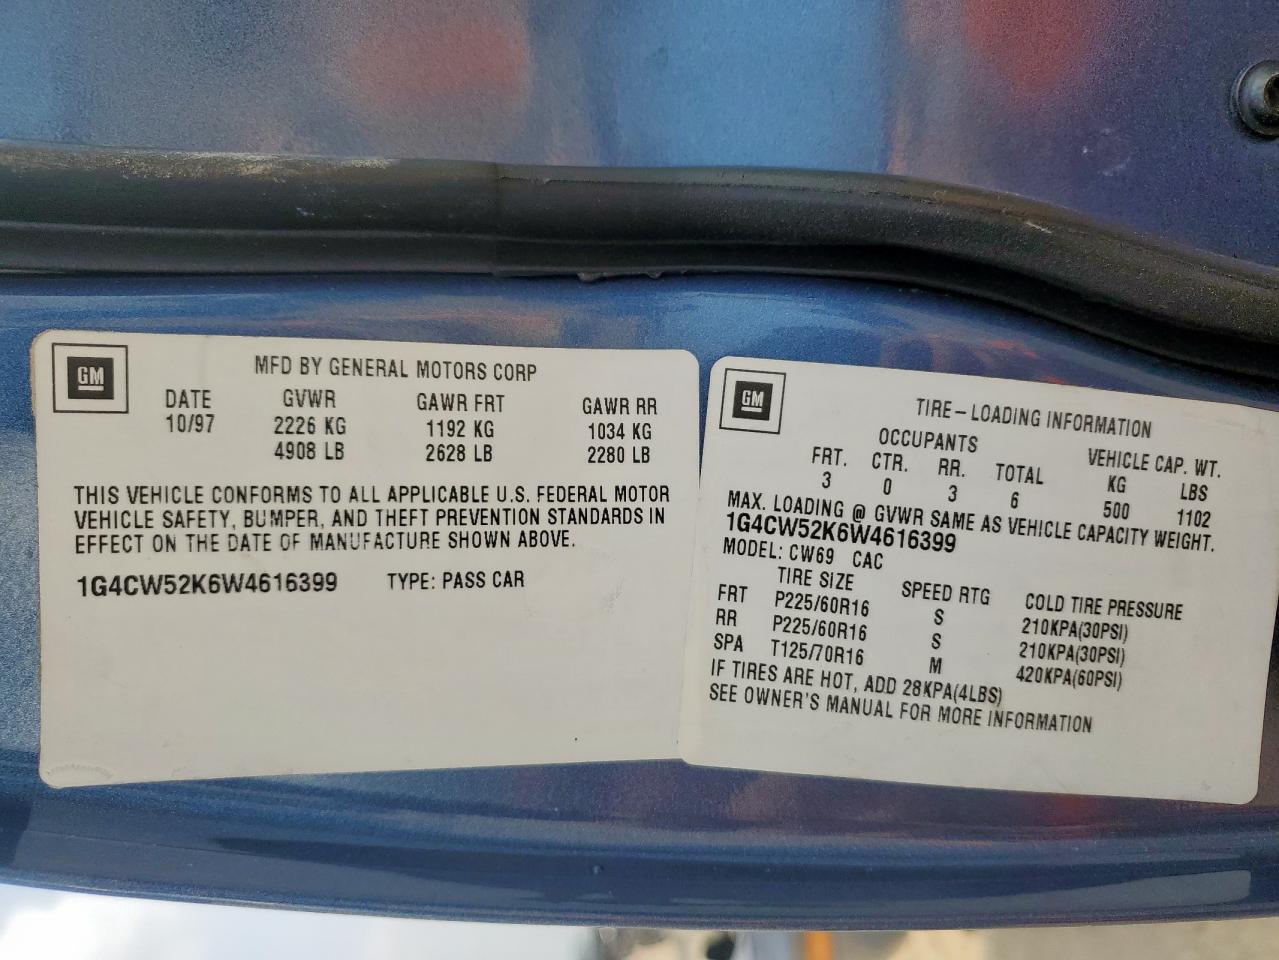 GM
MFD BY GENERAL MOTORS CORP
DATE GVWR GAWR FRT GAWR RR
10/97 2226 KG 1192 KG 1034 KG
4908 LB 2628 LB 2280 LB
THIS VEHICLE CONFORMS TO ALL APPLICABLE U.S. FEDERAL MOTOR
VEHICLE SAFETY, BUMPER, AND THEFT PREVENTION STANDARDS IN
EFFECT ON THE DATE OF MANUFACTURE SHOWN ABOVE.
1G4CW52K6W4616399 TYPE: PASS CAR
GM
TIRE-LOADING INFORMATION
OCCUPANTS VEHICLE CAP. WT.
FRT. CTR. RR. TOTAL KG LBS
3 0 3 6 500 1102
MAX. LOADING @ GVWR SAME AS VEHICLE CAPACITY WEIGHT.
1G4CW52K6W4616399
MODEL: CW69 CAC
TIRE SIZE SPEED RTG COLD TIRE PRESSURE
FRT P225/60R16 S 210KPA(30PSI)
RR P225/60R16 S 210KPA(30PSI)
SPA T125/70R16 M 420KPA(60PSI)
IF TIRES ARE HOT, ADD 28KPA(4LBS)
SEE OWNER'S MANUAL FOR MORE INFORMATION